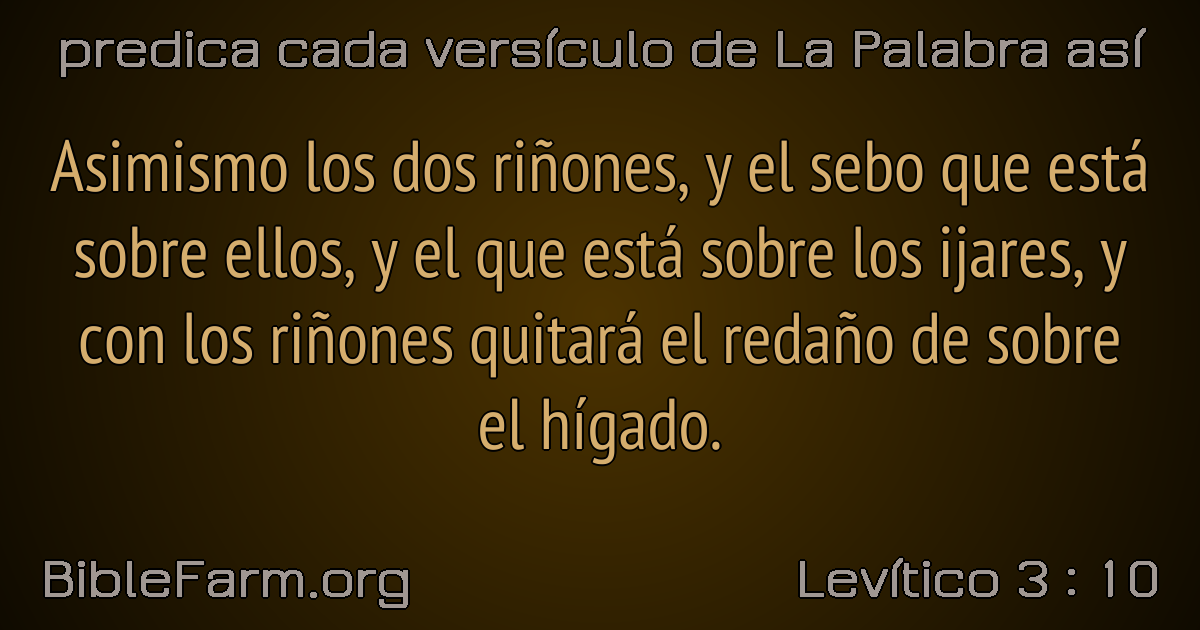 predica cada versículo de La Palabra así
Asimismo los dos riñones, y el sebo que está
sobre ellos, y el que está sobre los ijares, y
con los riñones quitará el redaño de sobre
el hígado.
BibleFarm.org
Levítico 3 : 10